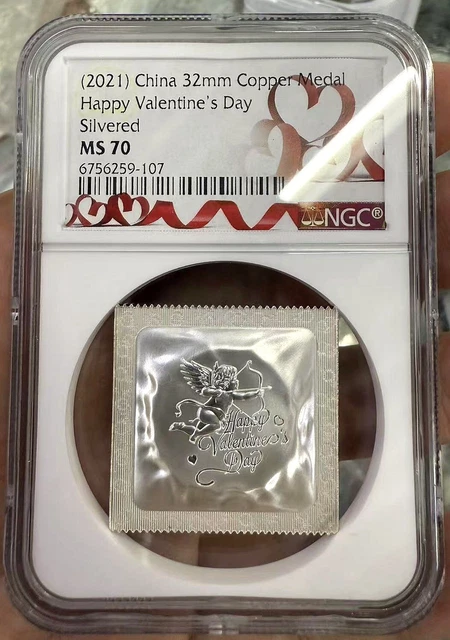 (2021) China 32mm Copper Medal
Happy Valentine's Day
Silvered
MS 70
6756259-107
NGC®
Happy
Valentine's
Day